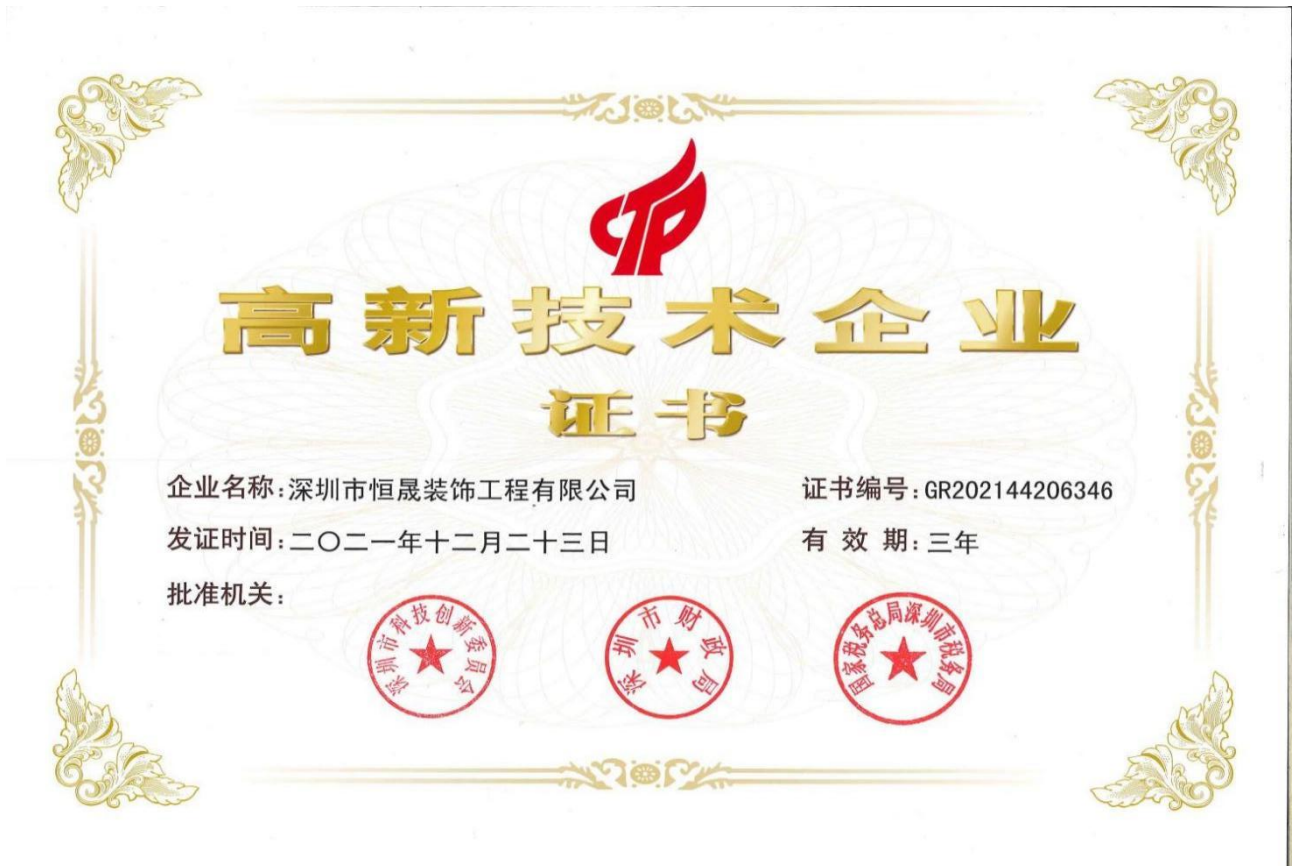 高新技术企业
证书
企业名称:深圳市恒晟装饰工程有限公司
证书编号:GR202144206346
发证时间:二〇二一年十二月二十三日
有效期:三年
批准机关:
深圳市科技创新委员会
深圳市财政局
国家税务总局深圳市税务局